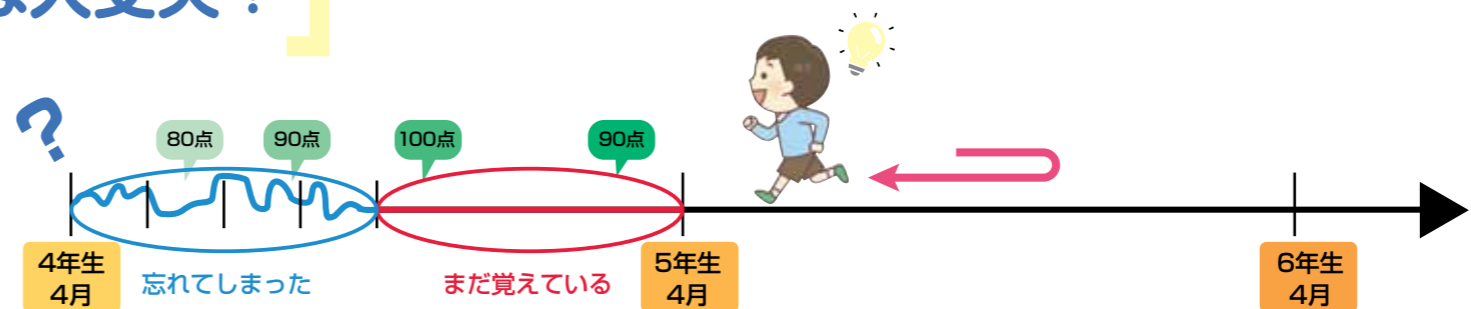 大丈夫？
？
80点
90点
100点
90点
4年生
4月
忘れてしまった
まだ覚えている
5年生
4月
6年生
4月